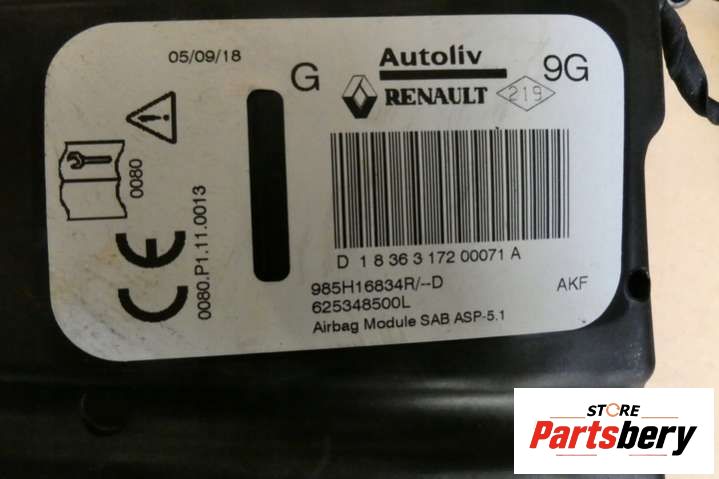 05/09/18
G
Autoliv
9G
RENAULT
219
0080
0080.P1.11.0013
CE
D 1 8 36 3 172 00071 A
985H16834R/--D
AKF
625348500L
Airbag Module SAB ASP-5.1
STORE
Partsbery